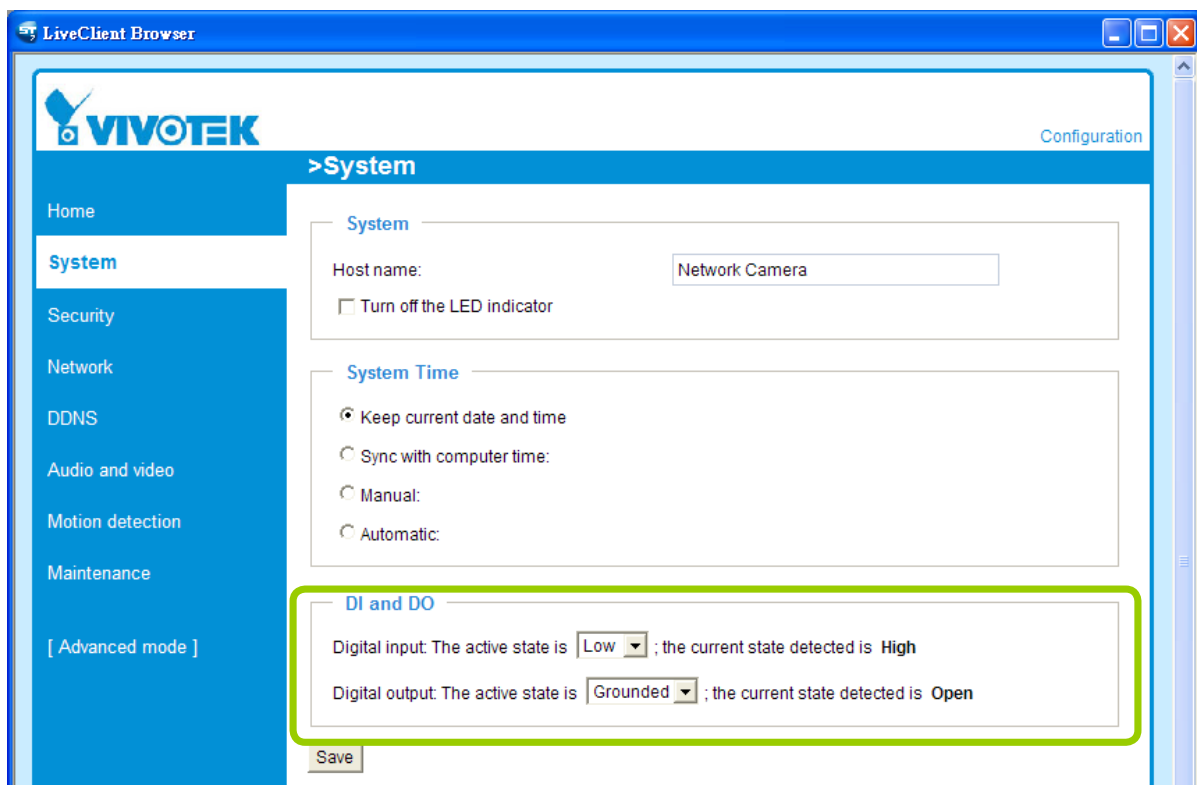 LiveClient Browser
VIVOTEK
Configuration
>System
Home
System
Security
Network
DDNS
Audio and video
Motion detection
Maintenance
[ Advanced mode ]
System
Host name: Network Camera
Turn off the LED indicator
System Time
Keep current date and time
Sync with computer time:
Manual:
Automatic:
DI and DO
Digital input: The active state is Low ; the current state detected is High
Digital output: The active state is Grounded ; the current state detected is Open
Save